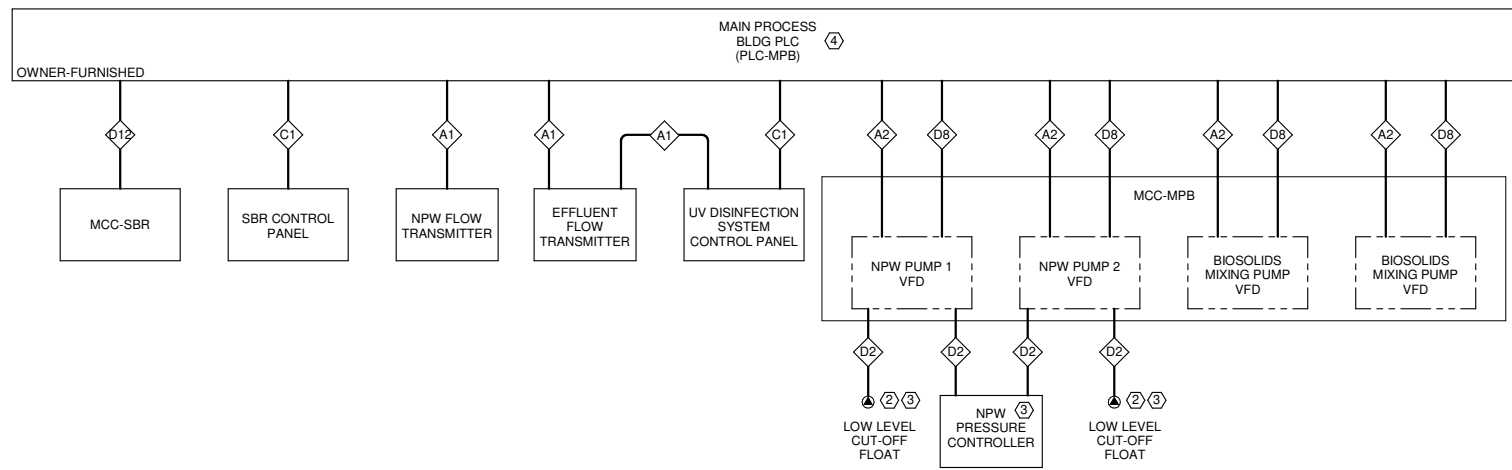 MAIN PROCESS
BLDG PLC
(PLC-MPB)
4
OWNER-FURNISHED
D12
C1
A1
A1
A1
C1
A2
D8
A2
D8
A2
D8
A2
D8
MCC-SBR
SBR CONTROL
PANEL
NPW FLOW
TRANSMITTER
EFFLUENT
FLOW
TRANSMITTER
UV DISINFECTION
SYSTEM
CONTROL PANEL
MCC-MPB
NPW PUMP 1
VFD
NPW PUMP 2
VFD
BIOSOLIDS
MIXING PUMP
VFD
BIOSOLIDS
MIXING PUMP
VFD
D2
D2
D2
D2
2 3
LOW LEVEL
CUT-OFF
FLOAT
NPW 3
PRESSURE
CONTROLLER
2 3
LOW LEVEL
CUT-OFF
FLOAT